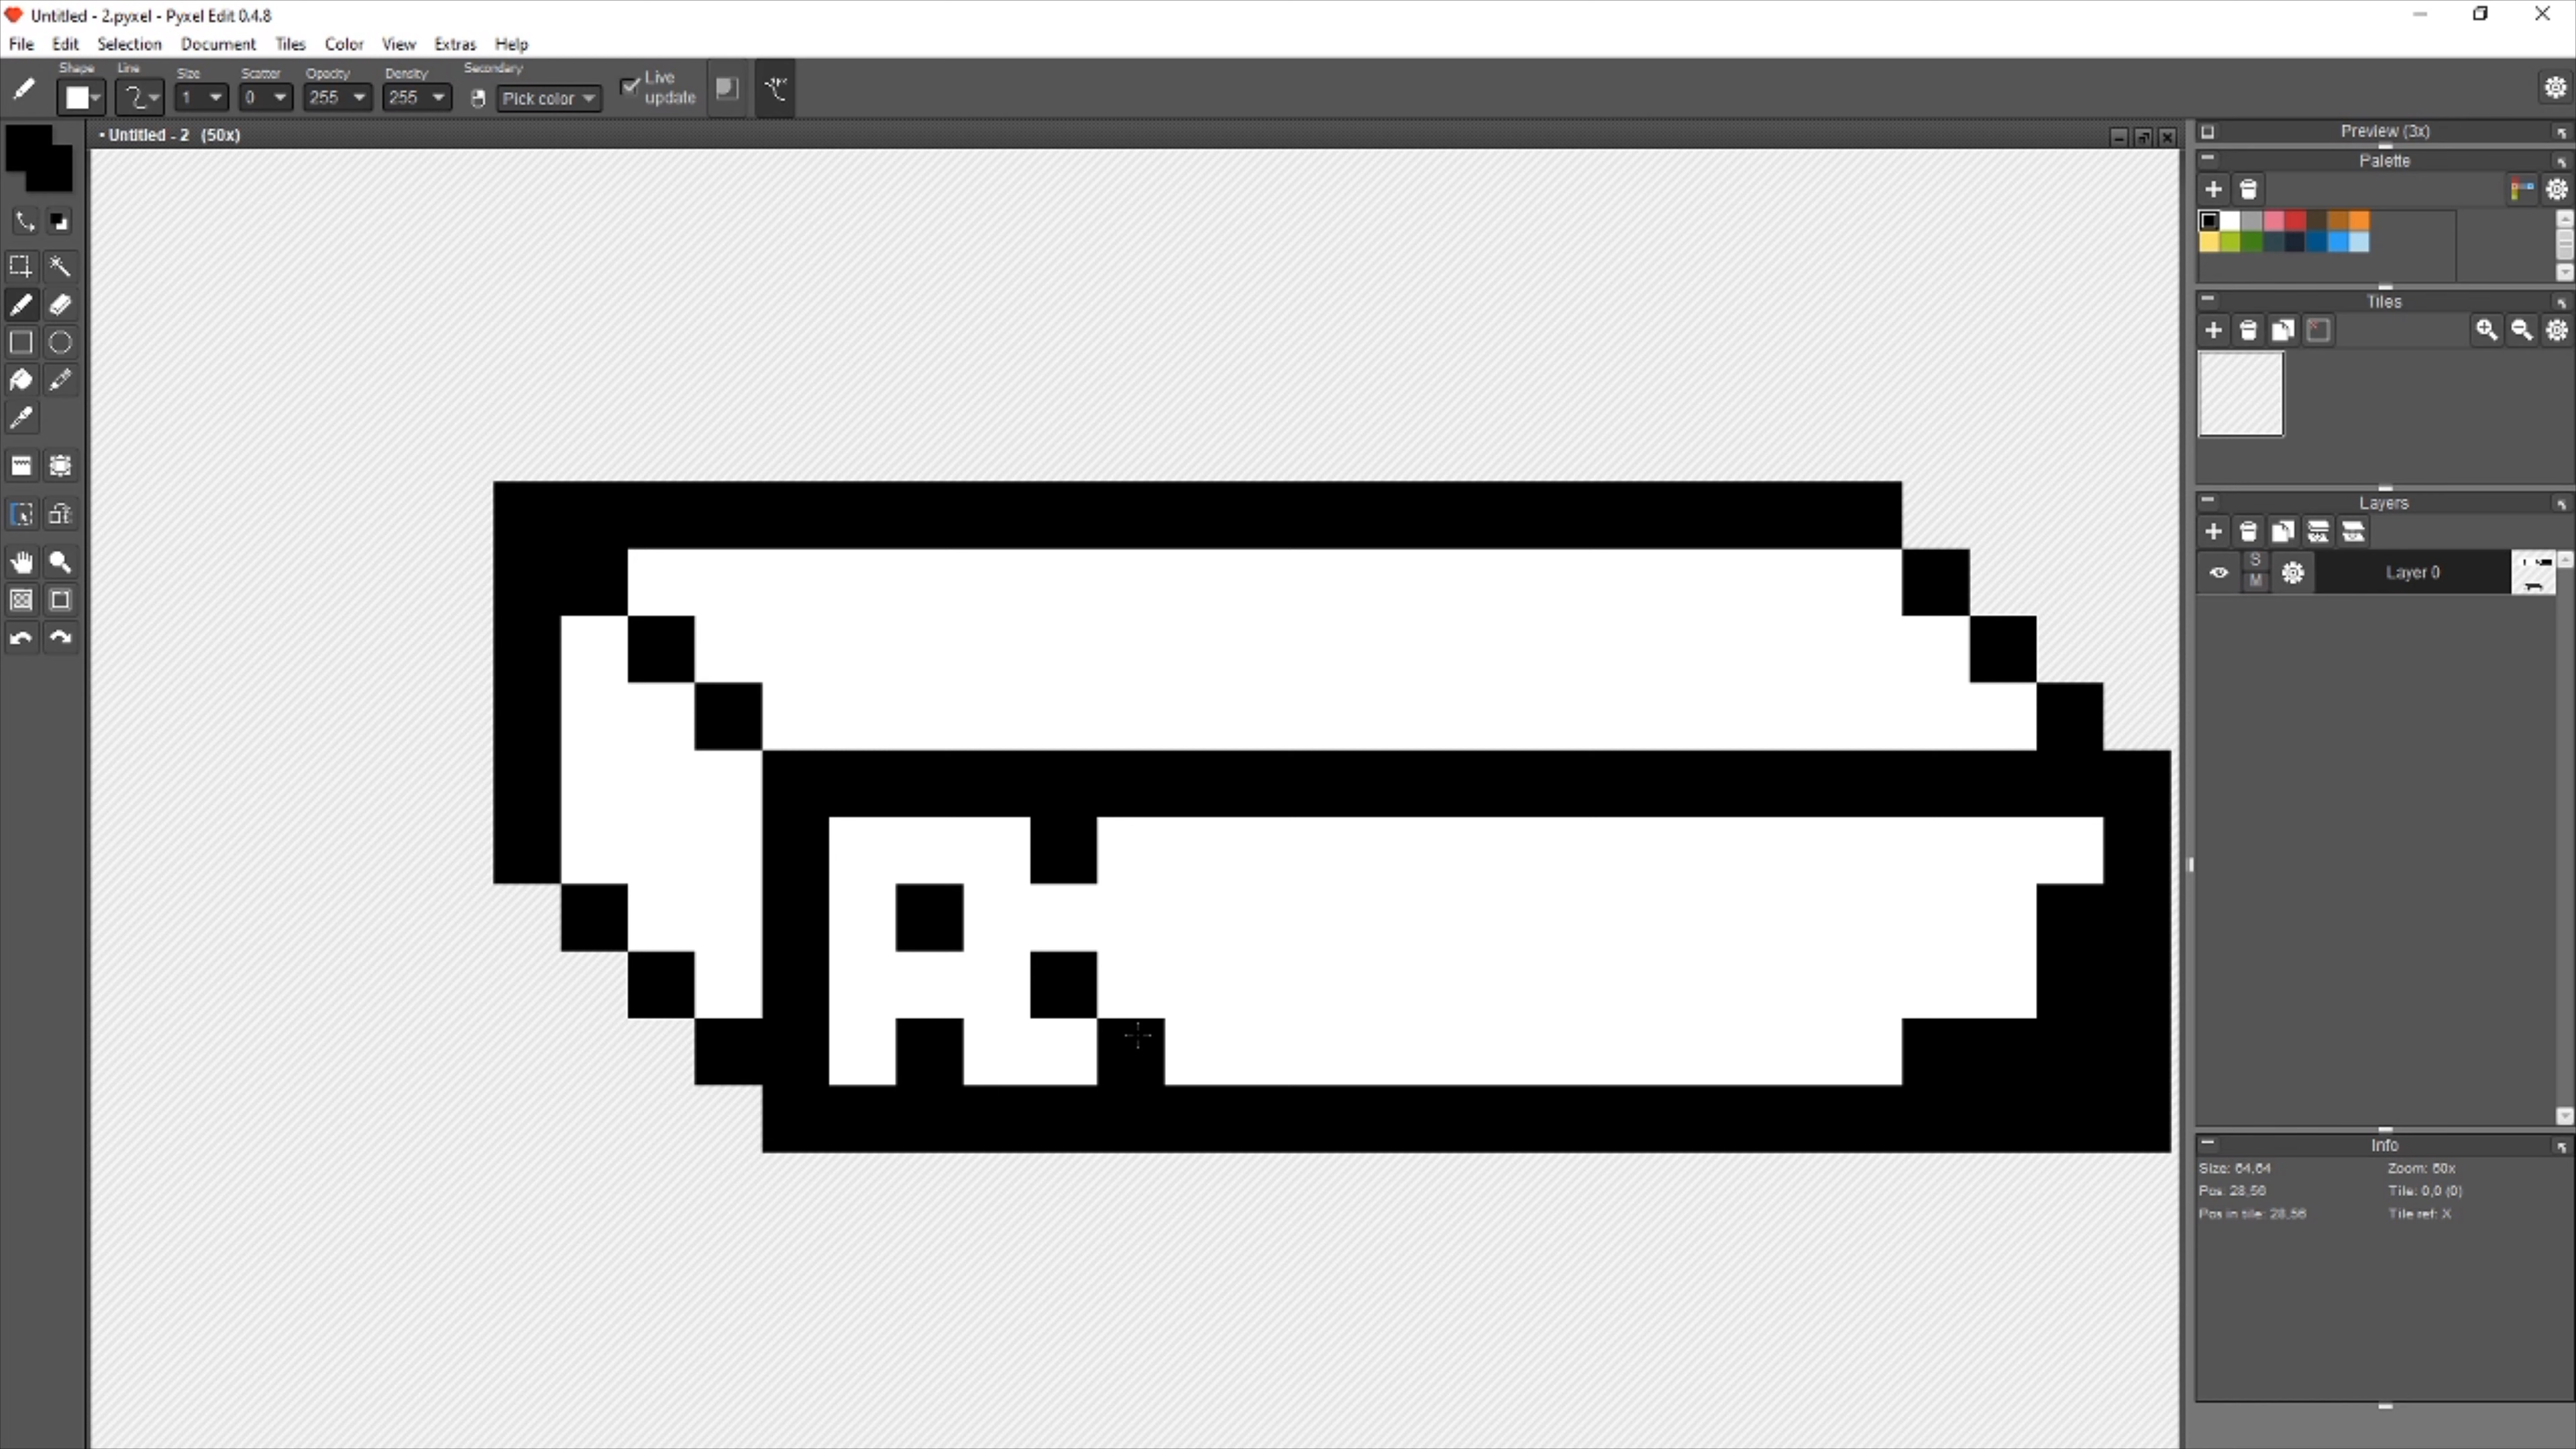 Untitled - 2.pyxel - Pyxel Edit 0.4.8
File Edit Selection Document Tiles Color View Extras Help
Shape Line Size Scatter Opacity Density Secondary
1 0 255 255 Pick color Live update
• Untitled - 2 (50x)
Preview (3x)
Palette
Tiles
Layers
S
M
Layer 0
R
Info
Size: 64,64 Zoom: 50x
Pos: 28,56 Tile: 0,0 (0)
Pos in tile: 28,56 Tile ref: X